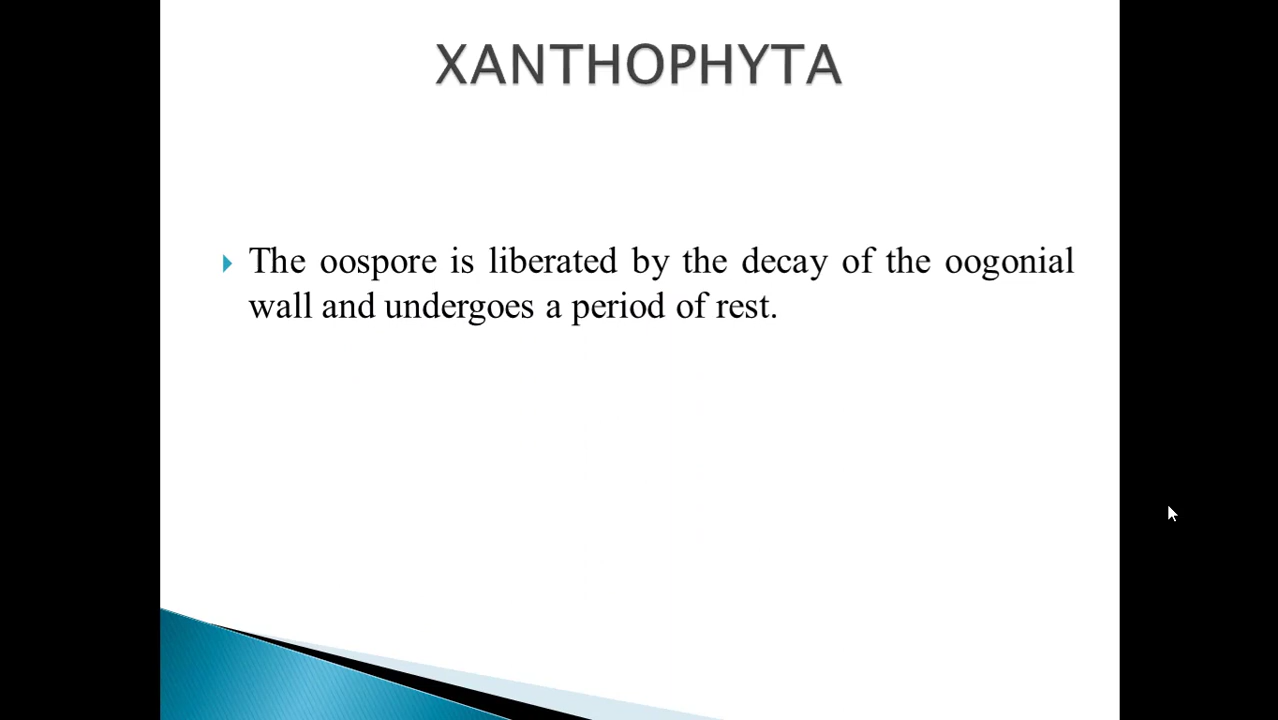 XANTHOPHYTA
The oospore is liberated by the decay of the oogonial
wall and undergoes a period of rest.